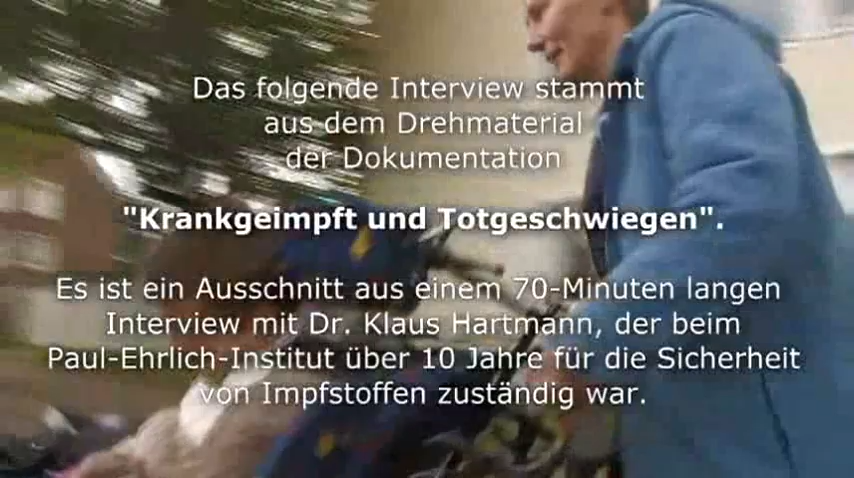 Das folgende Interview stammt
aus dem Drehmaterial
der Dokumentation
"Krankgeimpft und Totgeschwiegen".
Es ist ein Ausschnitt aus einem 70-Minuten langen
Interview mit Dr. Klaus Hartmann, der beim
Paul-Ehrlich-Institut über 10 Jahre für die Sicherheit
von Impfstoffen zuständig war.